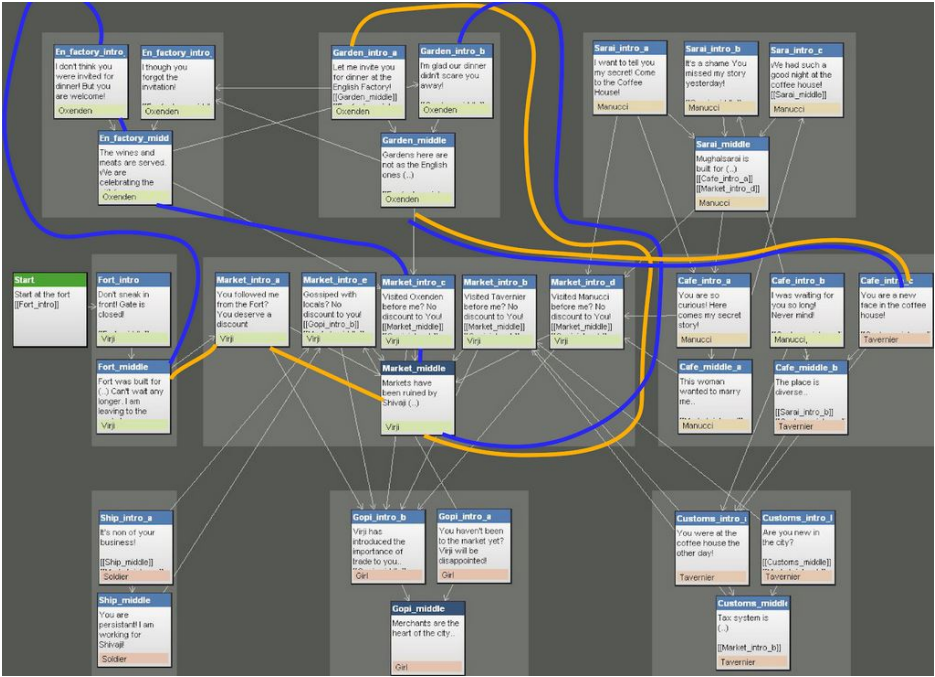 En_factory_intro
I don't think you
were invited for
dinner! But you
are welcome!
Oxenden
En_factory_intro
I though you
forgot the
invitation!
Oxenden
Garden_intro_a
Let me invite you
for dinner at the
English Factory!
[[Garden_middle]]
Oxenden
Garden_intro_b
I'm glad our dinner
didn't scare you
away!
Oxenden
Sarai_intro_a
I want to tell you
my secret! Come
to the Coffee
House!
Manucci
Sarai_intro_b
It's a shame You
missed my story
yesterday!
Manucci
Sara_intro_c
We had such a
good night at the
coffee house!
[[Sarai_middle]]
Manucci
En_factory_midd
The wines and
meats are served.
We are
celebrating the
Oxenden
Garden_middle
Gardens here are
not as the English
ones (..)
Oxenden
Sarai_middle
Mughalsarai is
built for (..)
[[Cafe_intro_a]]
[[Market_intro_d]]
Manucci
Start
Start at the fort
[[Fort_intro]]
Fort_intro
Don't sneak in
front! Gate is
closed!
Virji
Market_intro_a
You followed me
from the Fort?
You deserve a
discount
Virji
Market_intro_e
Gossiped with
locals? No
discount to you!
[[Gopi_intro_b]]
Virji
Market_intro_c
Visited Oxenden
before me? No
discount to You!
[[Market_middle]]
Virji
Market_intro_b
Visited Tavernier
before me? No
discount to You!
[[Market_middle]]
Virji
Market_intro_d
Visited Manucci
before me? No
discount to You!
[[Market_middle]]
Virji
Cafe_intro_a
You are so
curious! Here
comes my secret
story!
Manucci
Cafe_intro_b
I was waiting for
you so long!
Never mind!
Manucci,
Cafe_intro_c
You are a new
face in the coffee
house!
Tavernier
Fort_middle
Fort was built for
(..) Can't wait any
longer. I am
leaving to the
Virji
Market_middle
Markets have
been ruined by
Shivaji (..)
Virji
Cafe_middle_a
This woman
wanted to marry
me..
Manucci
Cafe_middle_b
The place is
diverse..
[[Sarai_intro_b]]
Tavernier
Ship_intro_a
It's non of your
business!
[[Ship_middle]]
Soldier
Gopi_intro_b
Virji has
introduced the
importance of
trade to you..
Girl
Gopi_intro_a
You haven't been
to the market yet?
Virji will be
disappointed!
Girl
Customs_intro_
You were at the
coffee house the
other day!
Tavernier
Customs_intro_
Are you new in
the city?
[[Customs_middle]]
Tavernier
Ship_middle
You are
persistant! I am
working for
Shivaji!
Soldier
Gopi_middle
Merchants are the
heart of the city..
Girl
Customs_middle
Tax system is
(..)
[[Market_intro_b]]
Tavernier